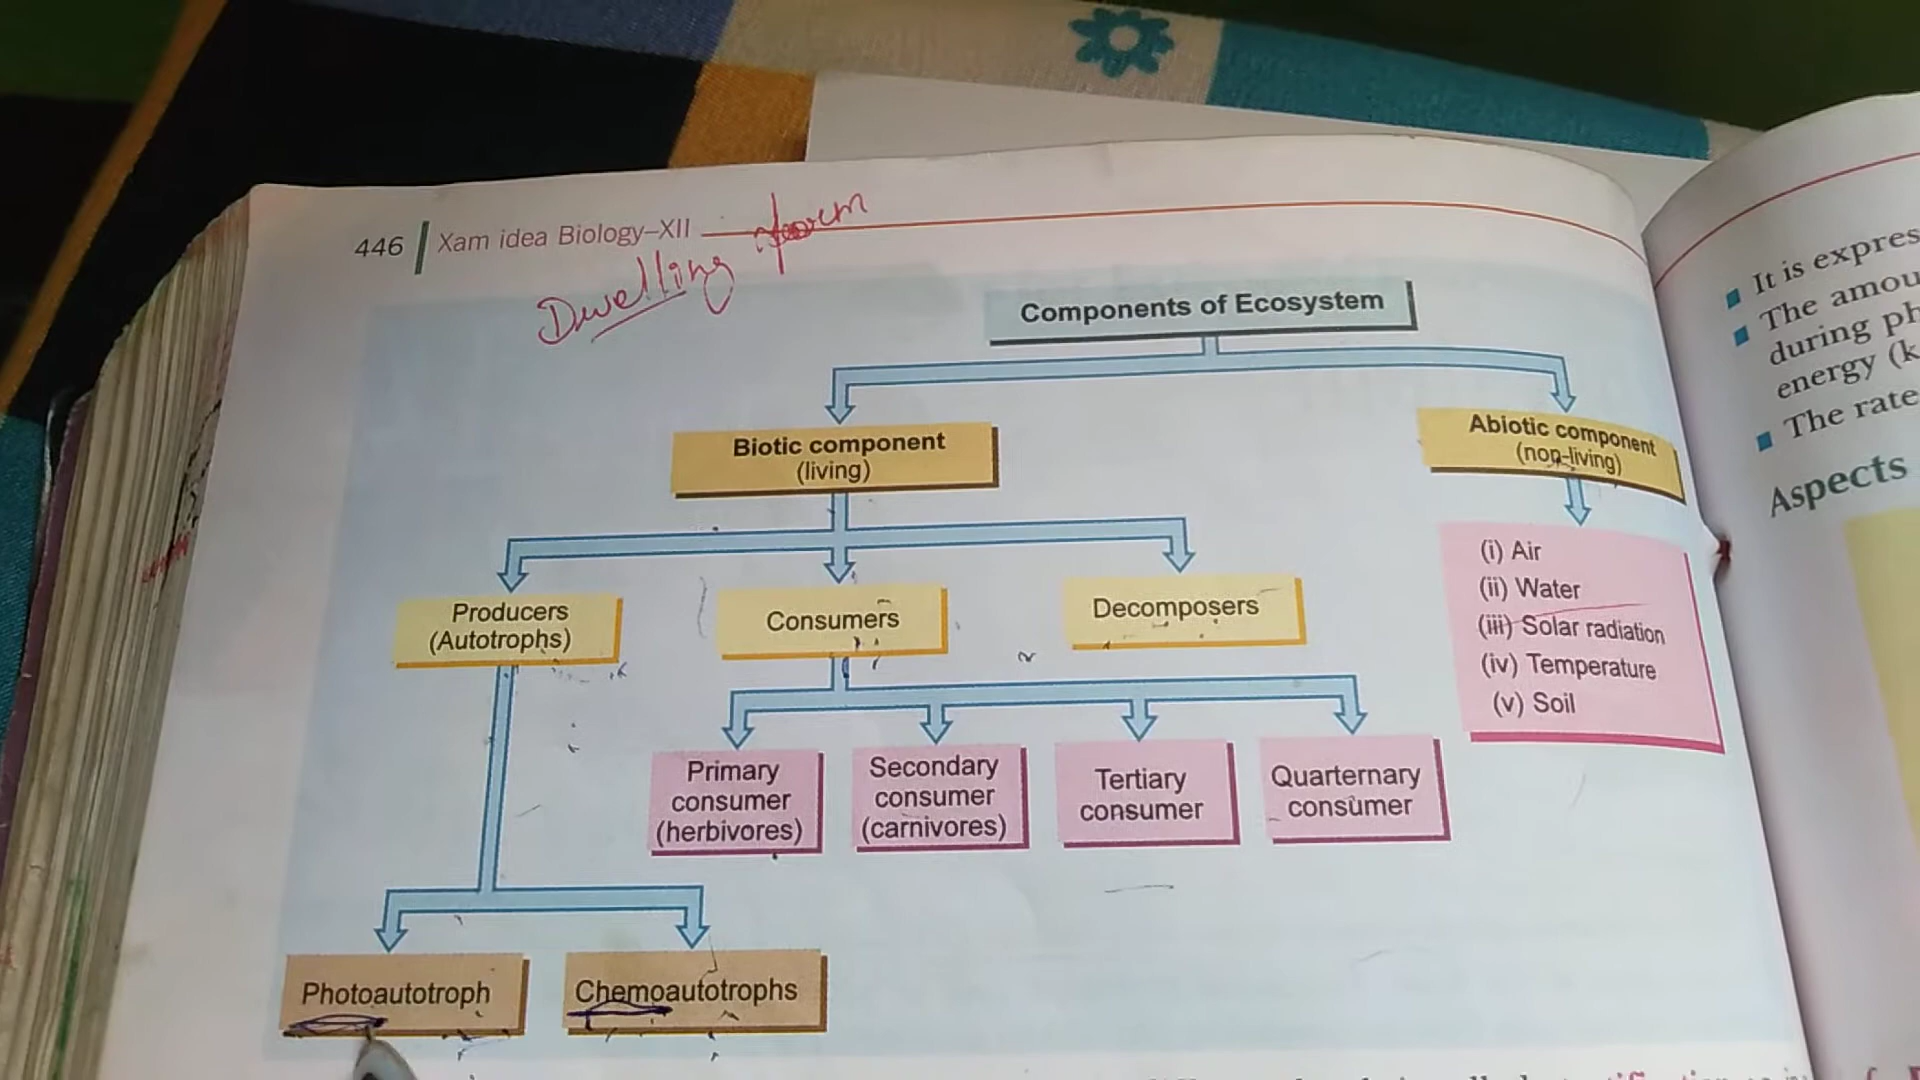 446 | Xam idea Biology–XII
Dwelling form
Components of Ecosystem
Biotic component
(living)
Abiotic component
(non-living)
Producers
(Autotrophs)
Consumers
Decomposers
(i) Air
(ii) Water
(iii) Solar radiation
(iv) Temperature
(v) Soil
Primary
consumer
(herbivores)
Secondary
consumer
(carnivores)
Tertiary
consumer
Quarternary
consumer
Photoautotroph
Chemoautotrophs
■ It is expres
■ The amou
during ph
energy (k
■ The rate
Aspects